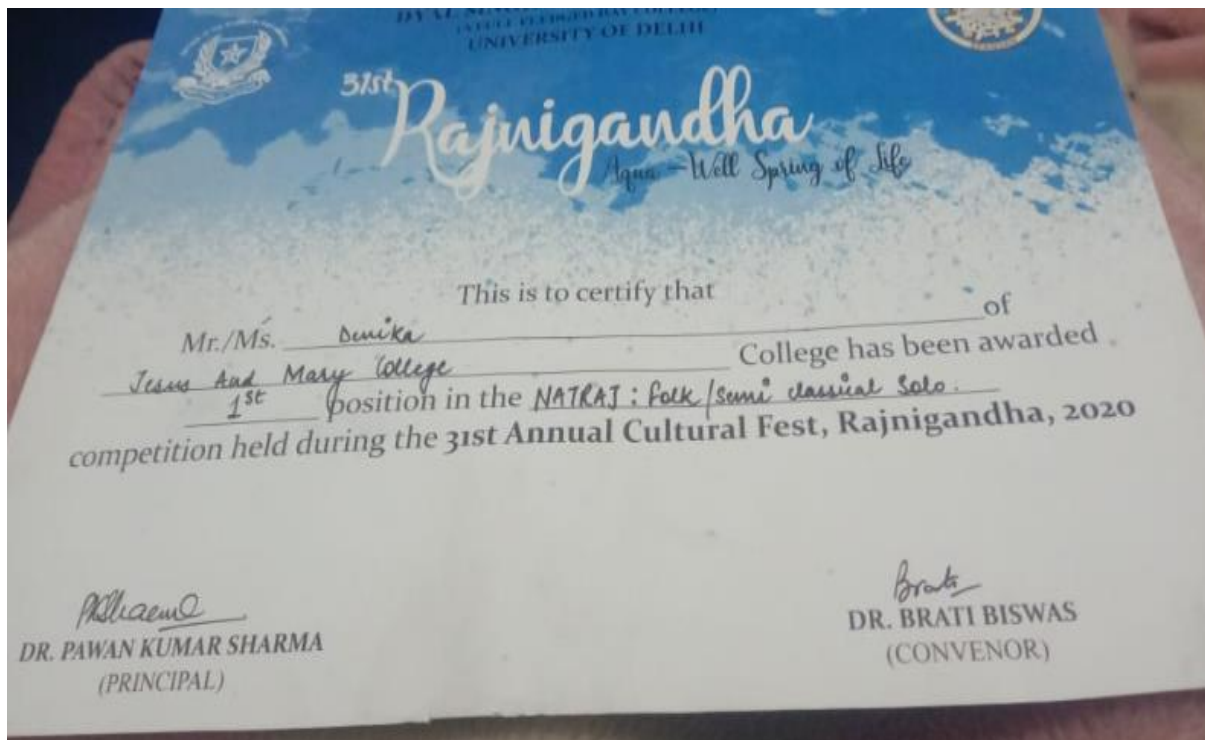 DYAL
UNIVERSITY OF DELHI
31st
Rajnigandha
Aqua - Well Spring of Life
This is to certify that
Mr./Ms. of
Jesus And Mary College College has been awarded
1st position in the NATRAJ : folk / semi classical Solo.
competition held during the 31st Annual Cultural Fest, Rajnigandha, 2020
DR. PAWAN KUMAR SHARMA
(PRINCIPAL)
Brati
DR. BRATI BISWAS
(CONVENOR)